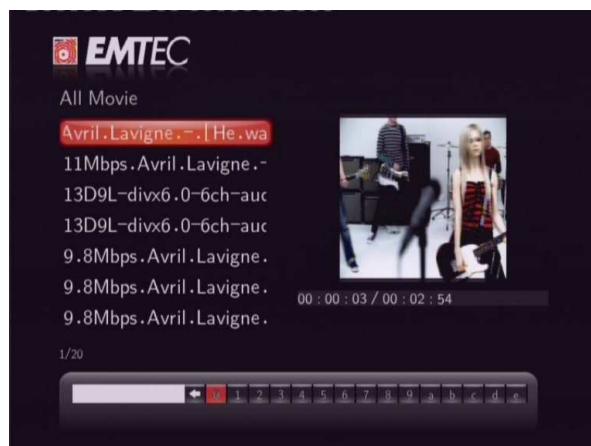 EMTEC
All Movie
Avril.Lavigne.-.[He.wa
11Mbps.Avril.Lavigne.-
13D9L-divx6.0-6ch-auc
13D9L-divx6.0-6ch-auc
9.8Mbps.Avril.Lavigne.
9.8Mbps.Avril.Lavigne.
9.8Mbps.Avril.Lavigne.
00 : 00 : 03 / 00 : 02 : 54
1/20
0 1 2 3 4 5 6 7 8 9 a b c d e